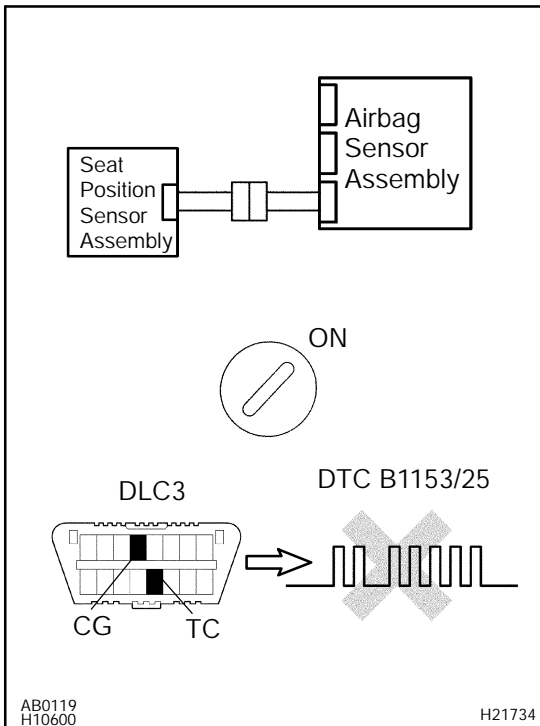 Seat
Position
Sensor
Assembly
Airbag
Sensor
Assembly
ON
DLC3
DTC B1153/25
CG
TC
AB0119
H10600
H21734